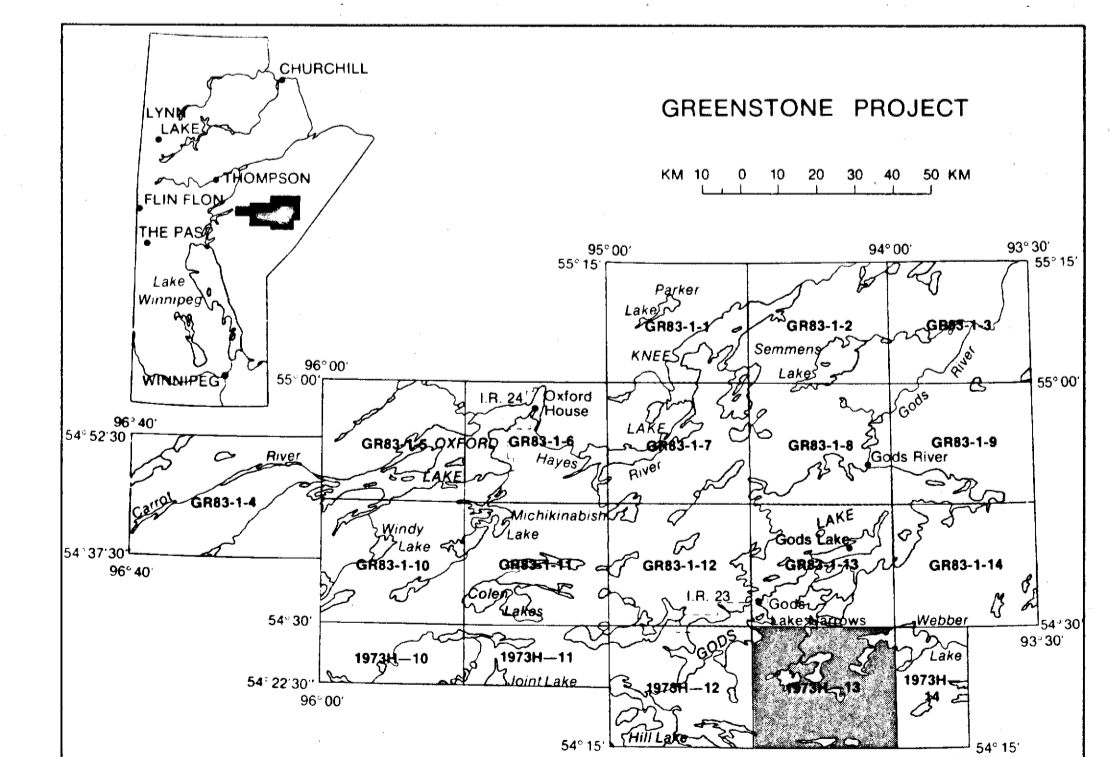 GREENSTONE PROJECT
KM 10 0 10 20 30 40 50 KM
CHURCHILL
LYNN
LAKE
THOMPSON
FLIN FLON
THE PAS
Lake
Winnipeg
WINNIPEG
95° 00'
94° 00'
93° 30'
55° 15'
55° 15'
Parker
Lake
GR83-1-1
GR83-1-2
GR83-1-3
KNEE
Semmens
Lakes
River
Gods
96° 00'
55° 00'
55° 00'
I.R. 24
Oxford
House
96° 40'
54° 52' 30"
GR83-1-5
OXFORD
GR83-1-6
LAKE
GR83-1-7
GR83-1-8
GR83-1-9
River
Hayes
River
Gods River
LAKE
Carrot
GR83-1-4
Michikinabish
Lake
LAKE
Windy
Lake
Gods Lake
54° 37' 30"
96° 40'
GR83-1-10
GR83-1-11
GR83-1-12
GR83-1-13
GR83-1-14
Colen
Lakes
I.R. 23
Gods
Lake Narrows
Webber
Lake
54° 30'
54° 30'
93° 30'
GODS
1973H—10
1973H—11
Joint Lake
1973H—12
1973H—13
1973H—
14
54° 22' 30"
96° 00'
Hill Lake
54° 15'
54° 15'